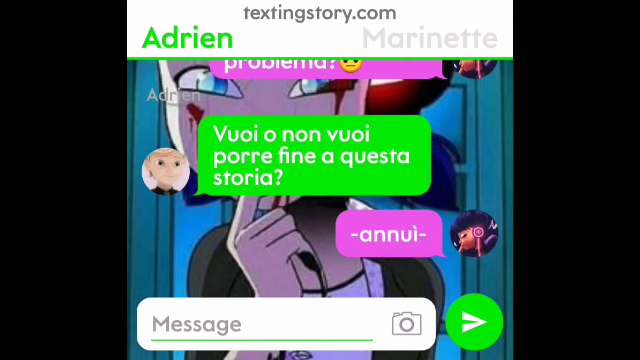 textingstory.com
Adrien Marinette
problema?😐
Adrien
Vuoi o non vuoi
porre fine a questa
storia?
-annuì-
Message